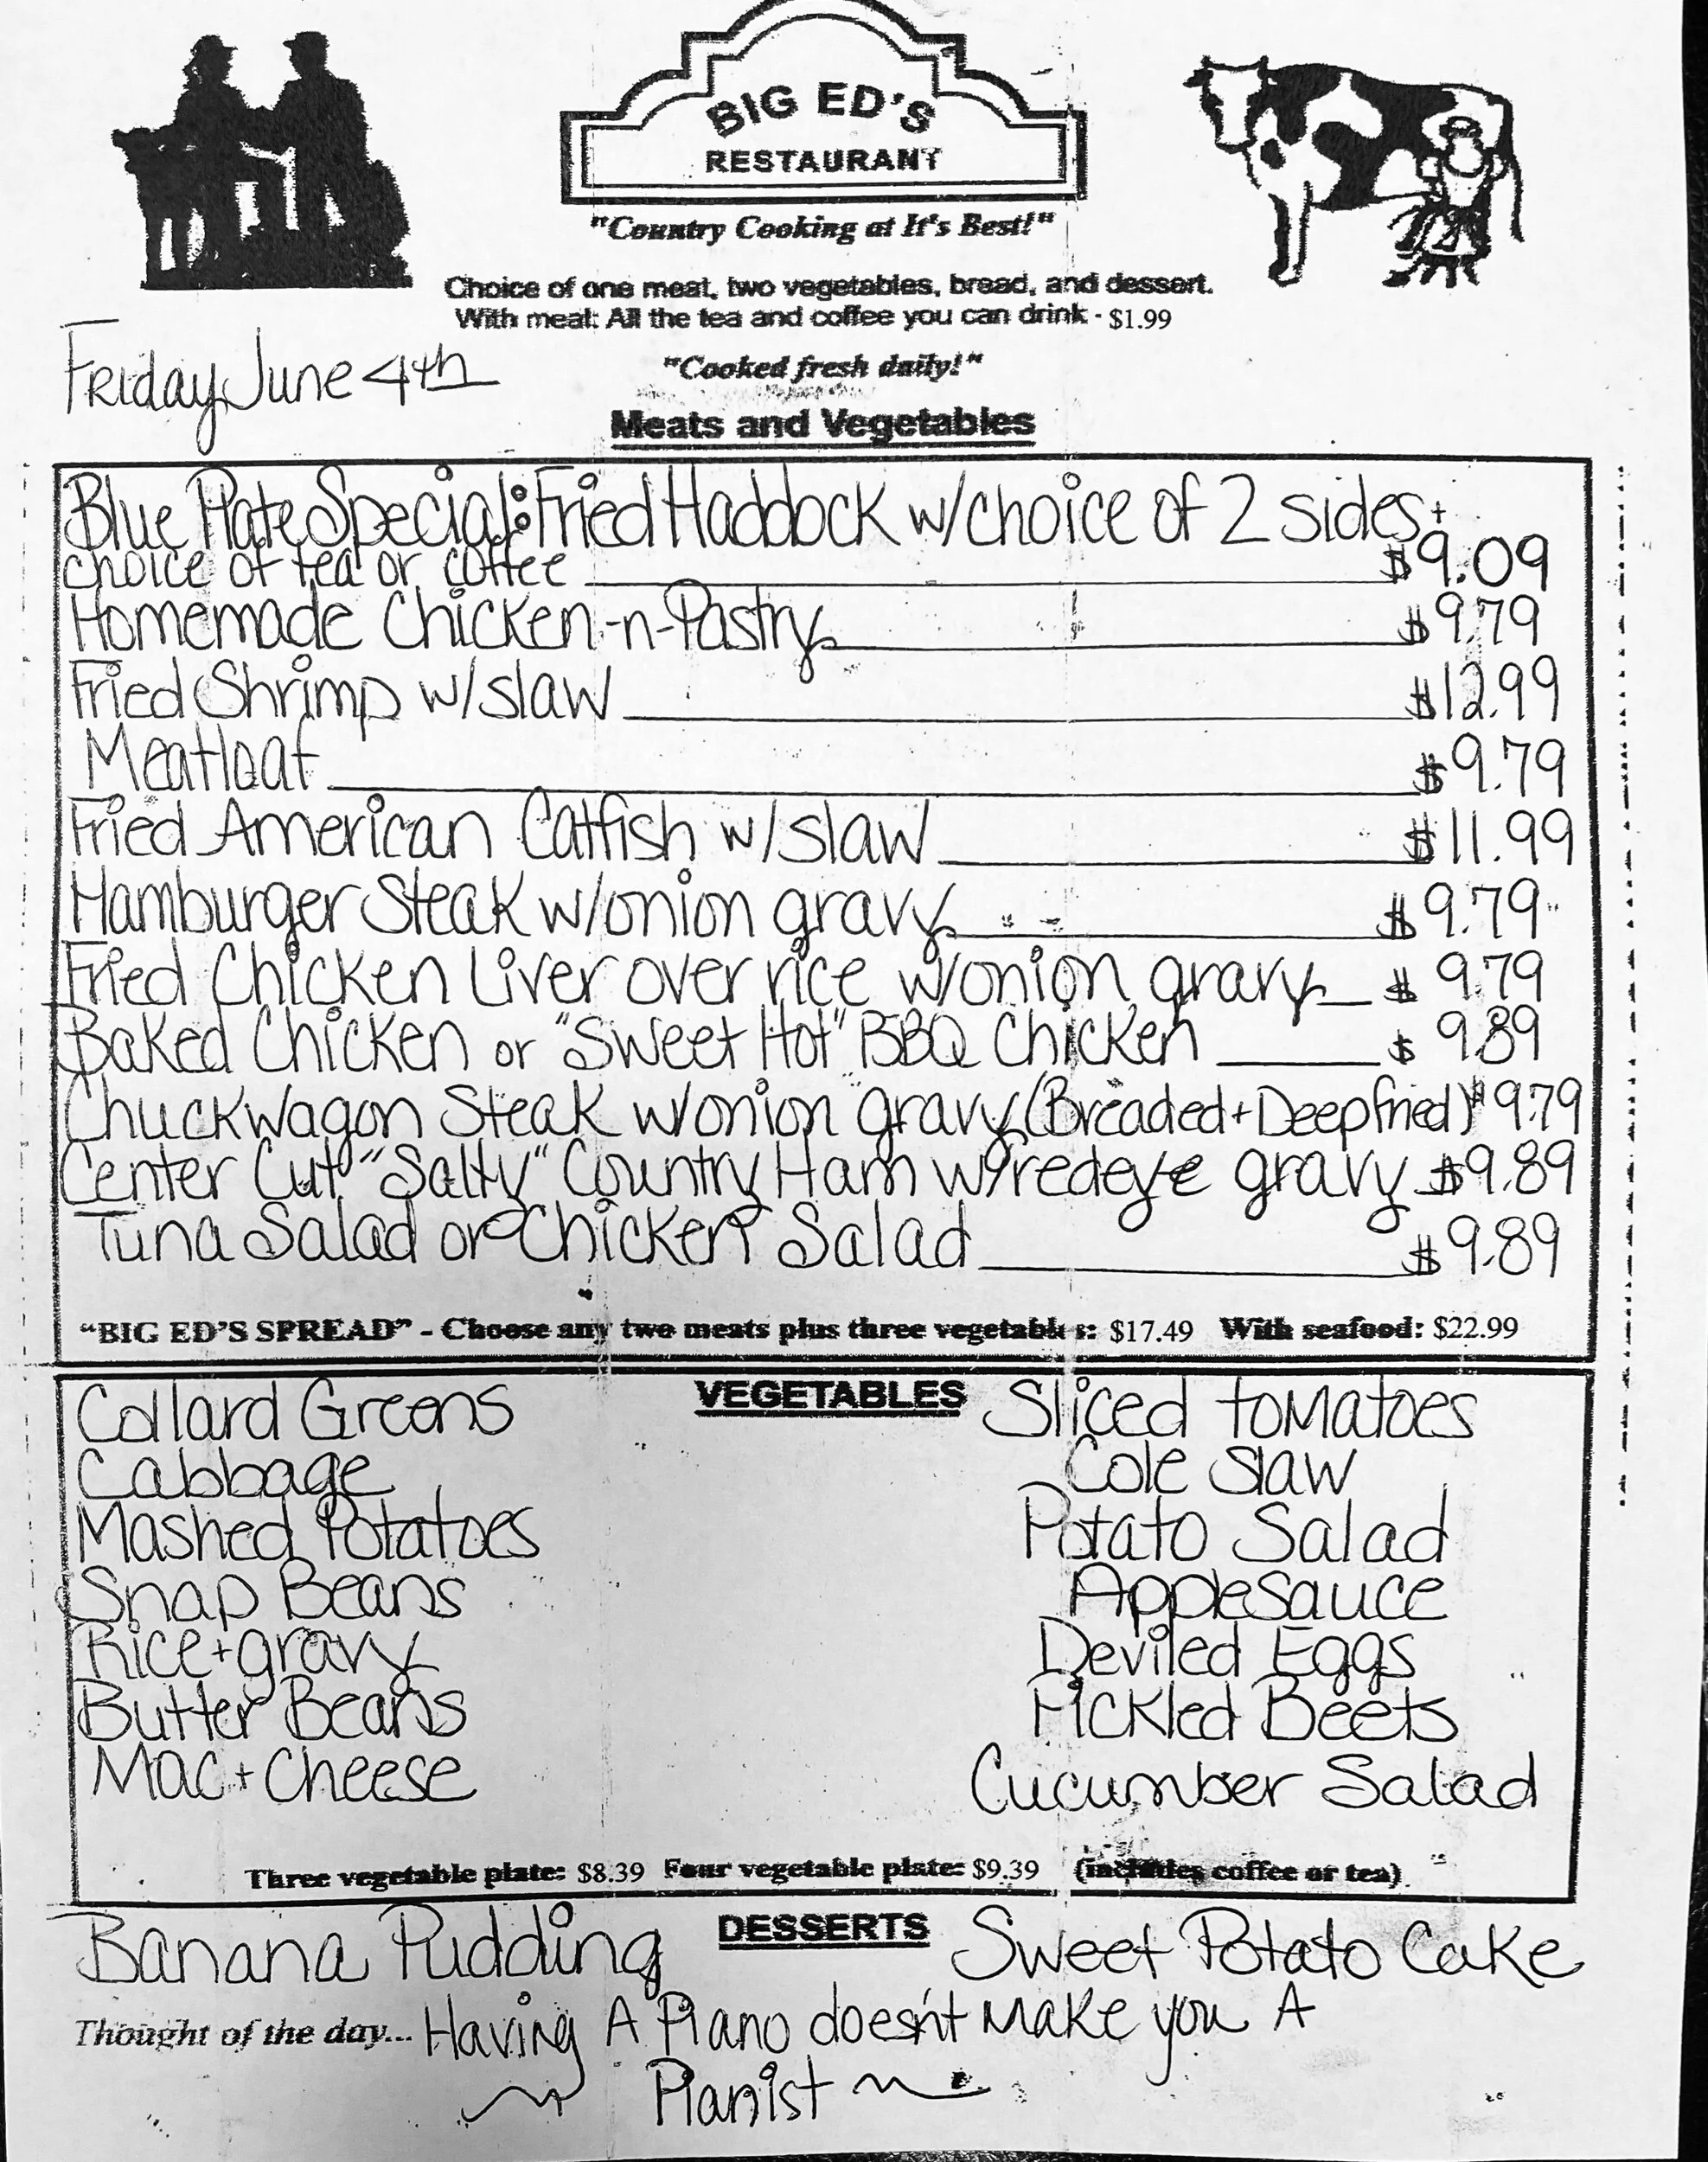 BIG ED'S
RESTAURANT
"Country Cooking at It's Best!"
Choice of one meat, two vegetables, bread, and dessert.
With meal: All the tea and coffee you can drink - $1.99
"Cooked fresh daily!"
Friday, June 4th
Meats and Vegetables
Blue Plate Special: Fried Haddock w/choice of 2 sides +
choice of tea or coffee $9.09
Homemade Chicken-n-Pastry $9.79
Fried Shrimp w/slaw $12.99
Meatloaf $9.79
Fried American Catfish w/slaw $11.99
Hamburger Steak w/onion gravy $9.79
Fried Chicken Liver over rice w/onion gravy $9.79
Baked Chicken or "Sweet Hot" BBQ Chicken $9.89
Chuckwagon Steak w/onion gravy (Breaded + Deep fried) $9.79
Center Cut "Salty" Country Ham w/redeye gravy $9.89
Tuna Salad or Chicken Salad $9.89
"BIG ED'S SPREAD" - Choose any two meats plus three vegetables: $17.49 With seafood: $22.99
VEGETABLES
Collard Greens
Cabbage
Mashed Potatoes
Snap Beans
Rice + gravy
Butter Beans
Mac + Cheese
Sliced tomatoes
Cole Slaw
Potato Salad
AppleSauce
Deviled Eggs
Pickled Beets
Cucumber Salad
Three vegetable plate: $8.39 Four vegetable plate: $9.39 (includes coffee or tea)
DESSERTS
Banana Pudding
Sweet Potato Cake
Thought of the day... Having A Piano doesn't make you A
Pianist